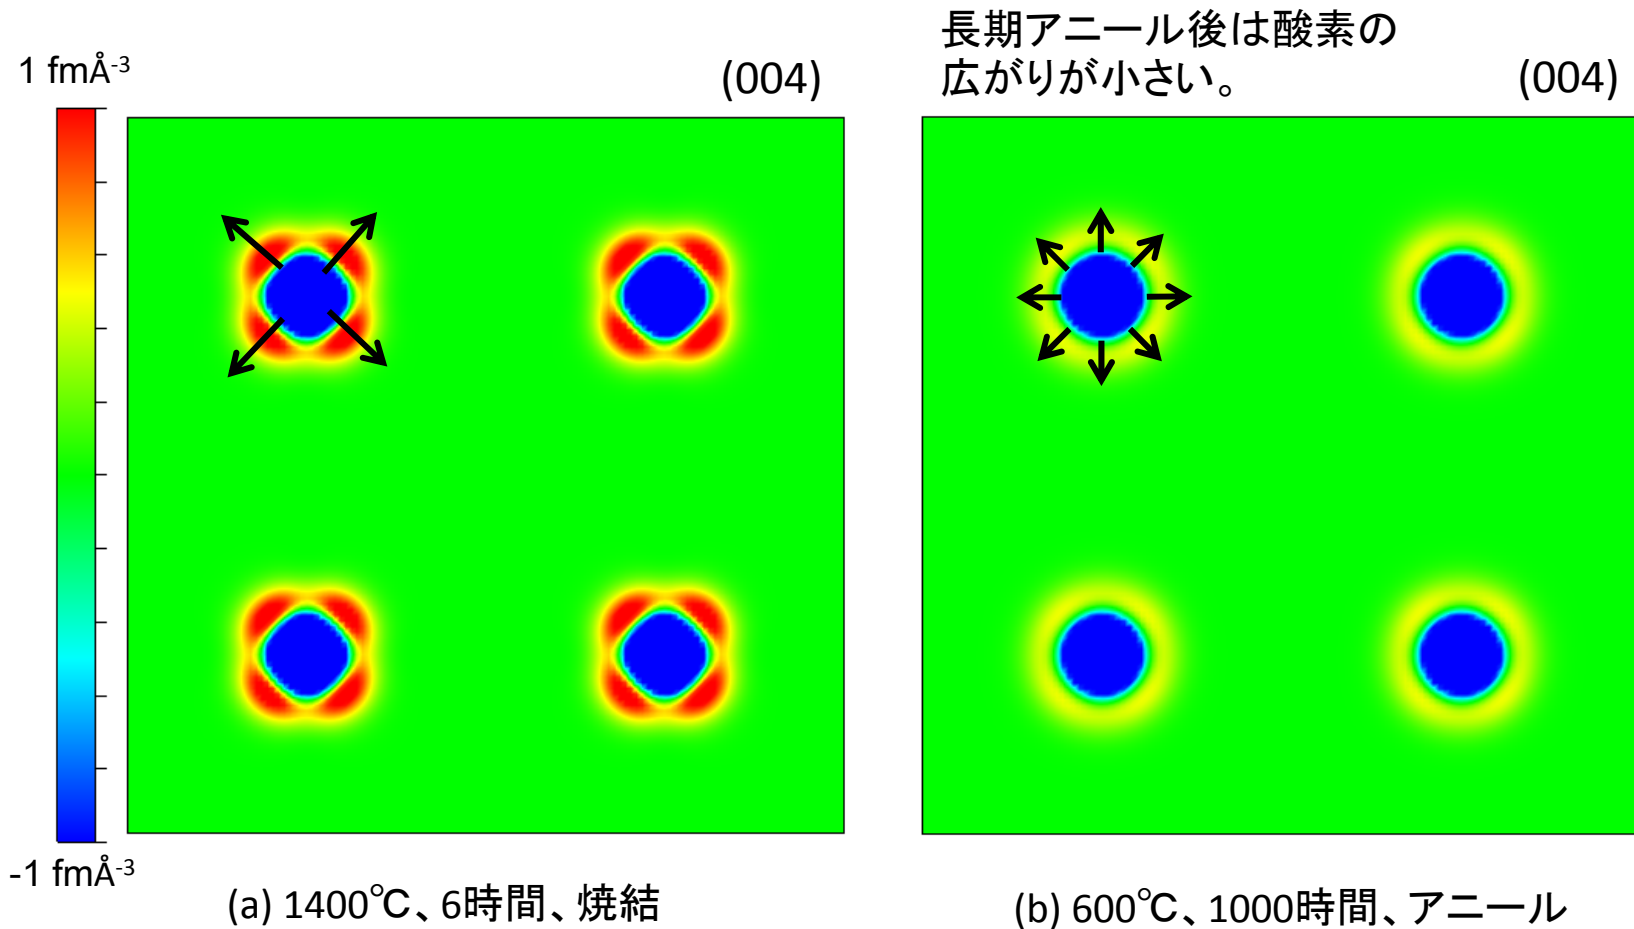 長期アニール後は酸素の
広がりが小さい。
1 fmÅ⁻³
(004)
(004)
-1 fmÅ⁻³
(a) 1400℃、6時間、焼結
(b) 600℃、1000時間、アニール